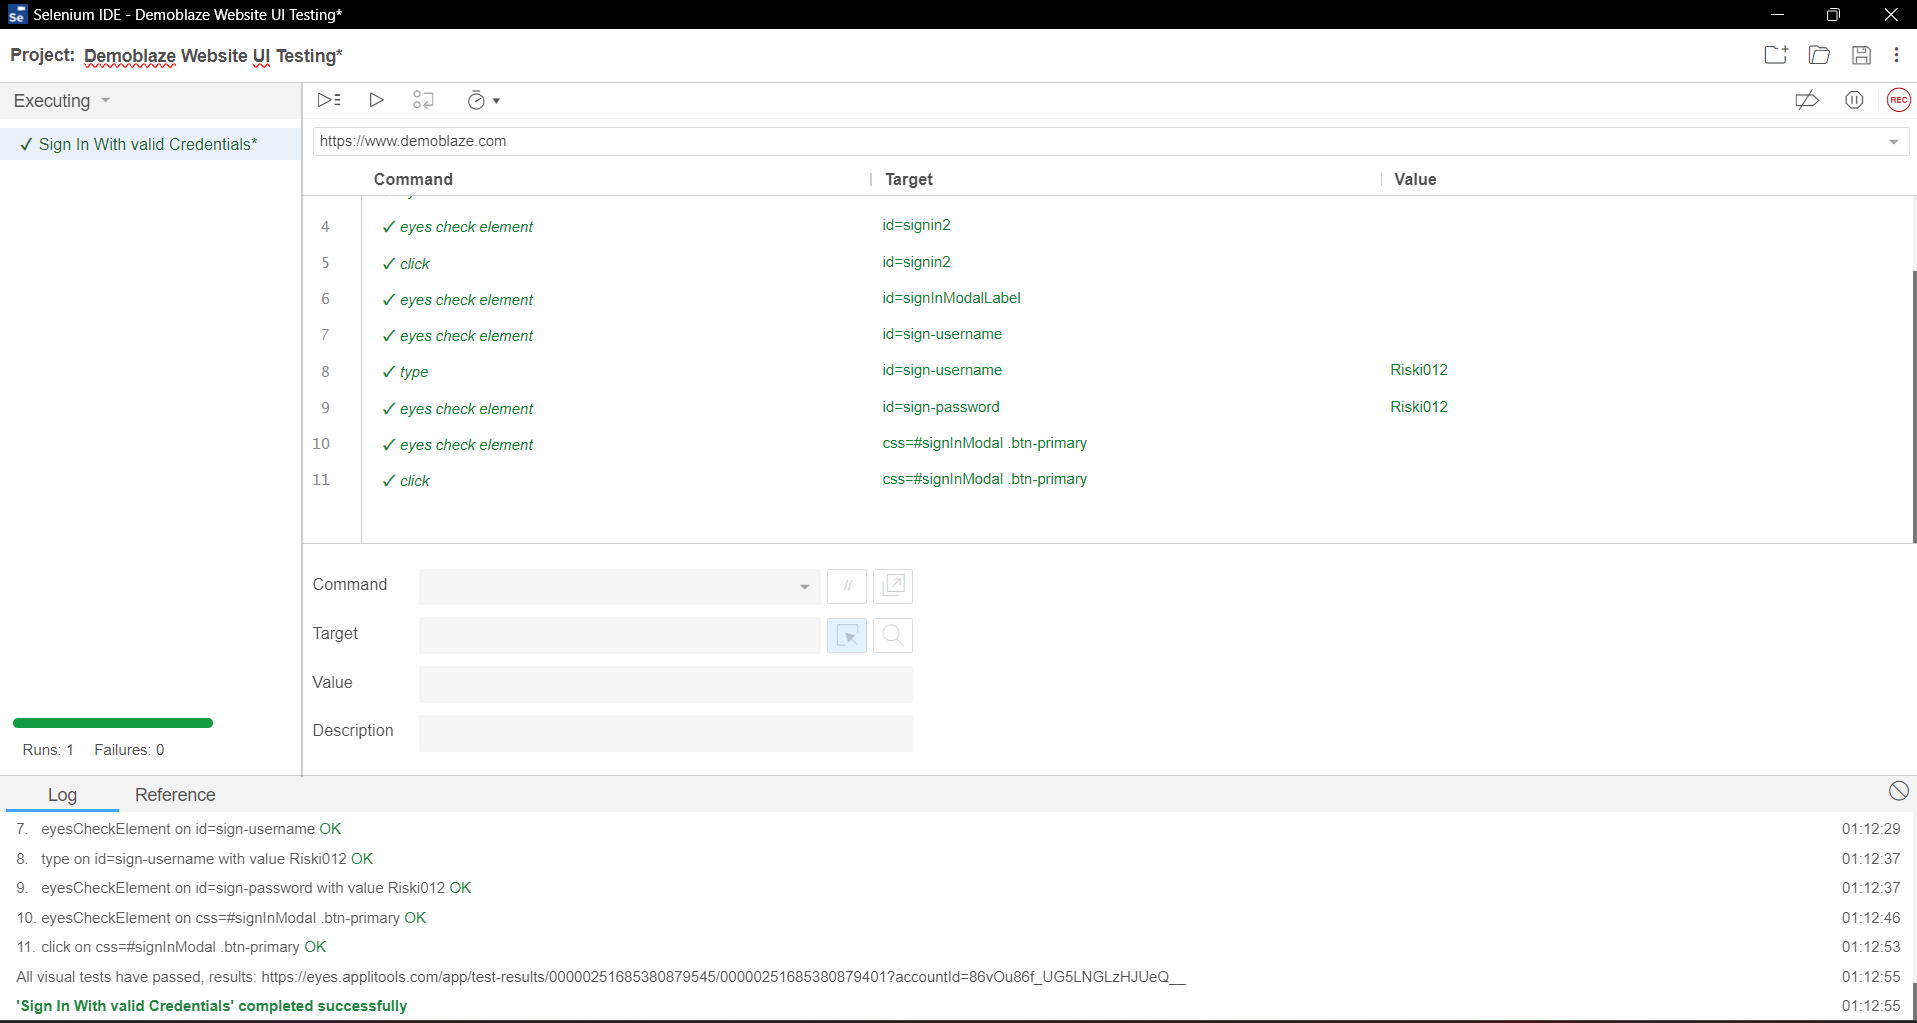 Selenium IDE - Demoblaze Website UI Testing*
Project: Demoblaze Website UI Testing*
Executing
REC
✓ Sign In With valid Credentials*
https://www.demoblaze.com
Command Target Value
4 ✓ eyes check element id=signin2
5 ✓ click id=signin2
6 ✓ eyes check element id=signInModalLabel
7 ✓ eyes check element id=sign-username
8 ✓ type id=sign-username Riski012
9 ✓ eyes check element id=sign-password Riski012
10 ✓ eyes check element css=#signInModal .btn-primary
11 ✓ click css=#signInModal .btn-primary
Command //
Target
Value
Description
Runs: 1 Failures: 0
Log Reference
7. eyesCheckElement on id=sign-username OK 01:12:29
8. type on id=sign-username with value Riski012 OK 01:12:37
9. eyesCheckElement on id=sign-password with value Riski012 OK 01:12:37
10. eyesCheckElement on css=#signInModal .btn-primary OK 01:12:46
11. click on css=#signInModal .btn-primary OK 01:12:53
All visual tests have passed, results: https://eyes.applitools.com/app/test-results/00000251685380879545/00000251685380879401?accountId=86vOu86f_UG5LNGLzHJUeQ__ 01:12:55
'Sign In With valid Credentials' completed successfully 01:12:55